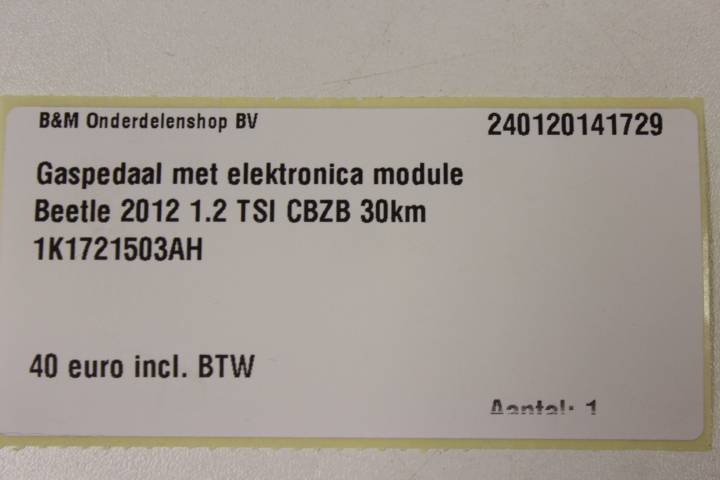 B&M Onderdelenshop BV 240120141729
Gaspedaal met elektronica module
Beetle 2012 1.2 TSI CBZB 30km
1K1721503AH
40 euro incl. BTW
Aantal: 1